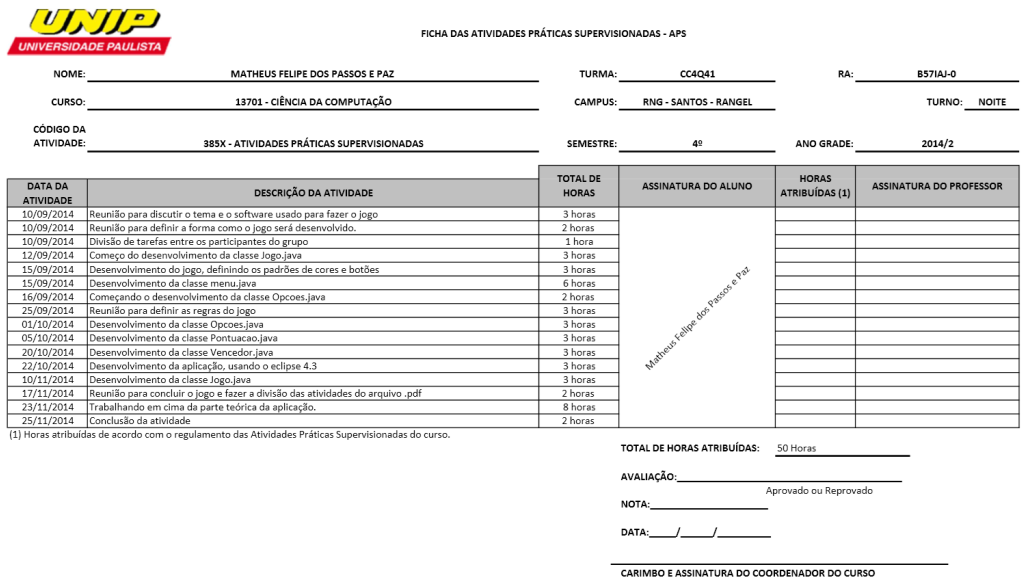 UNIP
UNIVERSIDADE PAULISTA
FICHA DAS ATIVIDADES PRÁTICAS SUPERVISIONADAS - APS
NOME: MATHEUS FELIPE DOS PASSOS E PAZ TURMA: CC4Q41 RA: B57IAJ-0
CURSO: 13701 - CIÊNCIA DA COMPUTAÇÃO CAMPUS: RNG - SANTOS - RANGEL TURNO: NOITE
CÓDIGO DA ATIVIDADE: 385X - ATIVIDADES PRÁTICAS SUPERVISIONADAS SEMESTRE: 4º ANO GRADE: 2014/2
DATA DA ATIVIDADE DESCRIÇÃO DA ATIVIDADE TOTAL DE HORAS ASSINATURA DO ALUNO HORAS ATRIBUÍDAS (1) ASSINATURA DO PROFESSOR
10/09/2014 Reunião para discutir o tema e o software usado para fazer o jogo 3 horas
10/09/2014 Reunião para definir a forma como o jogo será desenvolvido. 2 horas
10/09/2014 Divisão de tarefas entre os participantes do grupo 1 hora
12/09/2014 Começo do desenvolvimento da classe Jogo.java 3 horas
15/09/2014 Desenvolvimento do jogo, definindo os padrões de cores e botões 3 horas
15/09/2014 Desenvolvimento da classe menu.java 6 horas
16/09/2014 Começando o desenvolvimento da classe Opcoes.java 2 horas
25/09/2014 Reunião para definir as regras do jogo 3 horas
01/10/2014 Desenvolvimento da classe Opcoes.java 3 horas
05/10/2014 Desenvolvimento da classe Pontuacao.java 3 horas
20/10/2014 Desenvolvimento da classe Vencedor.java 3 horas
22/10/2014 Desenvolvimento da aplicação, usando o eclipse 4.3 3 horas
10/11/2014 Desenvolvimento da classe Jogo.java 3 horas
17/11/2014 Reunião para concluir o jogo e fazer a divisão das atividades do arquivo .pdf 2 horas
23/11/2014 Trabalhando em cima da parte teórica da aplicação. 8 horas
25/11/2014 Conclusão da atividade 2 horas
Matheus Felipe dos Passos e Paz
(1) Horas atribuídas de acordo com o regulamento das Atividades Práticas Supervisionadas do curso.
TOTAL DE HORAS ATRIBUÍDAS: 50 Horas
AVALIAÇÃO:
Aprovado ou Reprovado
NOTA:
DATA:____/____/____
CARIMBO E ASSINATURA DO COORDENADOR DO CURSO